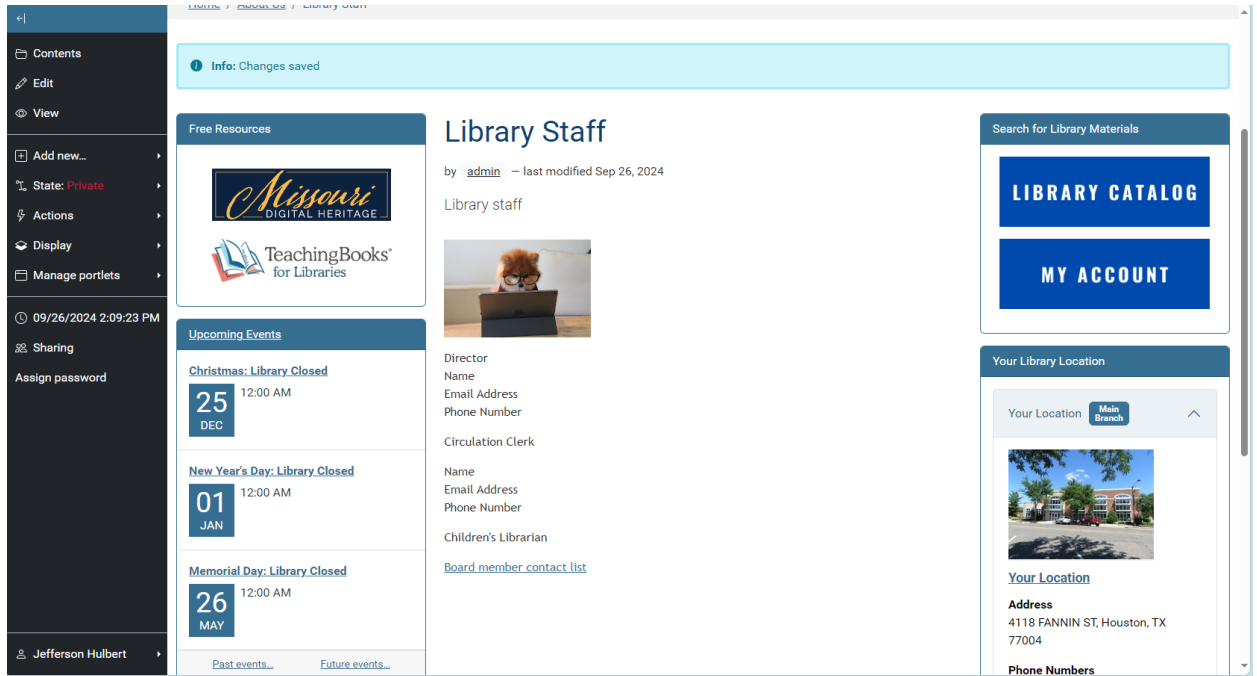 Home / About Us / Library Staff
Contents
Edit
View
Add new...
State: Private
Actions
Display
Manage portlets
09/26/2024 2:09:23 PM
Sharing
Assign password
Jefferson Hulbert
Info: Changes saved
Free Resources
Missouri
DIGITAL HERITAGE
TeachingBooks
for Libraries
Upcoming Events
Christmas: Library Closed
25
DEC
12:00 AM
New Year's Day: Library Closed
01
JAN
12:00 AM
Memorial Day: Library Closed
26
MAY
12:00 AM
Past events...
Future events...
Library Staff
by admin — last modified Sep 26, 2024
Library staff
Director
Name
Email Address
Phone Number
Circulation Clerk
Name
Email Address
Phone Number
Children's Librarian
Board member contact list
Search for Library Materials
LIBRARY CATALOG
MY ACCOUNT
Your Library Location
Your Location
Main
Branch
Your Location
Address
4118 FANNIN ST, Houston, TX
77004
Phone Numbers